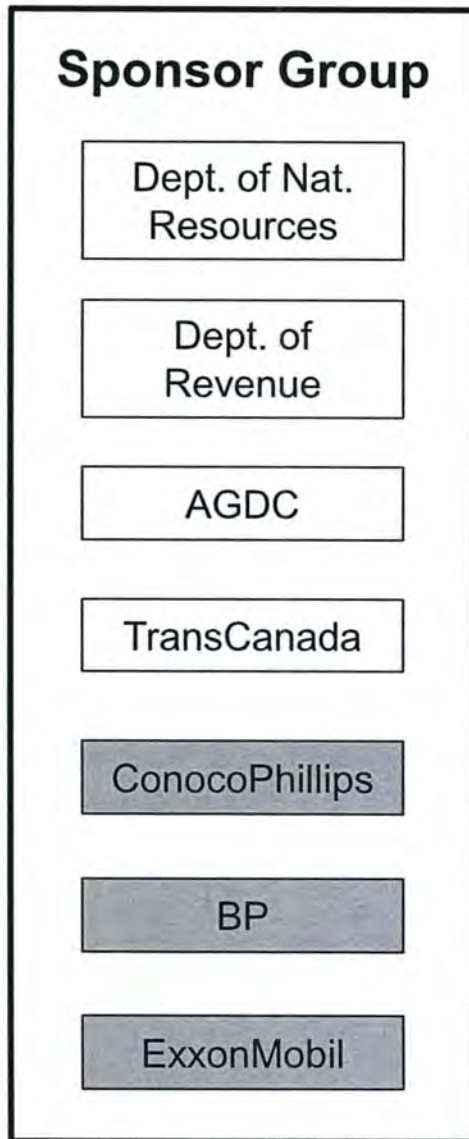 Sponsor Group
Dept. of Nat.
Resources
Dept. of
Revenue
AGDC
TransCanada
ConocoPhillips
BP
ExxonMobil